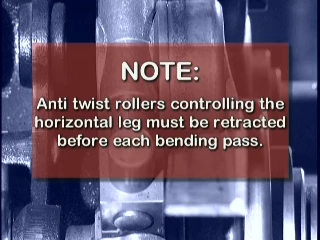 NOTE:
Anti twist rollers controlling the
horizontal leg must be retracted
before each bending pass.